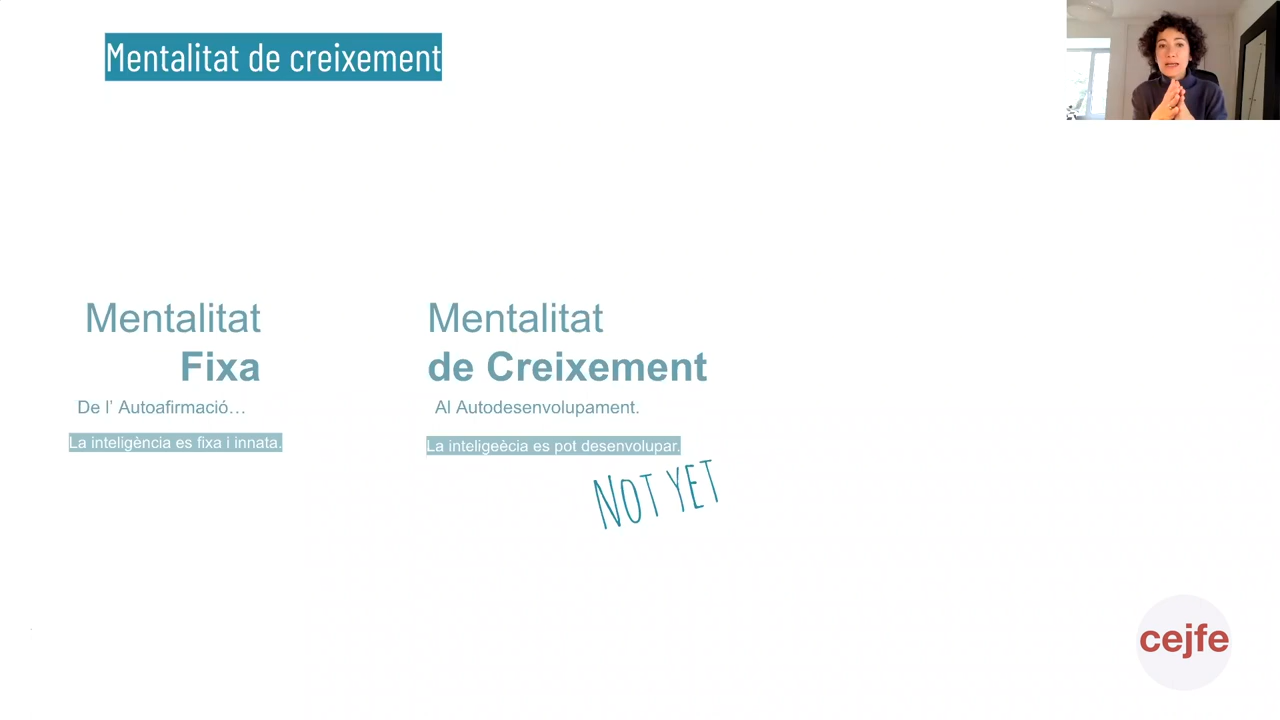 Mentalitat de creixement
Mentalitat
Fixa
De l' Autoafirmació…
La inteligència es fixa i innata.
Mentalitat
de Creixement
Al Autodesenvolupament.
La inteligeècia es pot desenvolupar.
NOT YET
cejfe